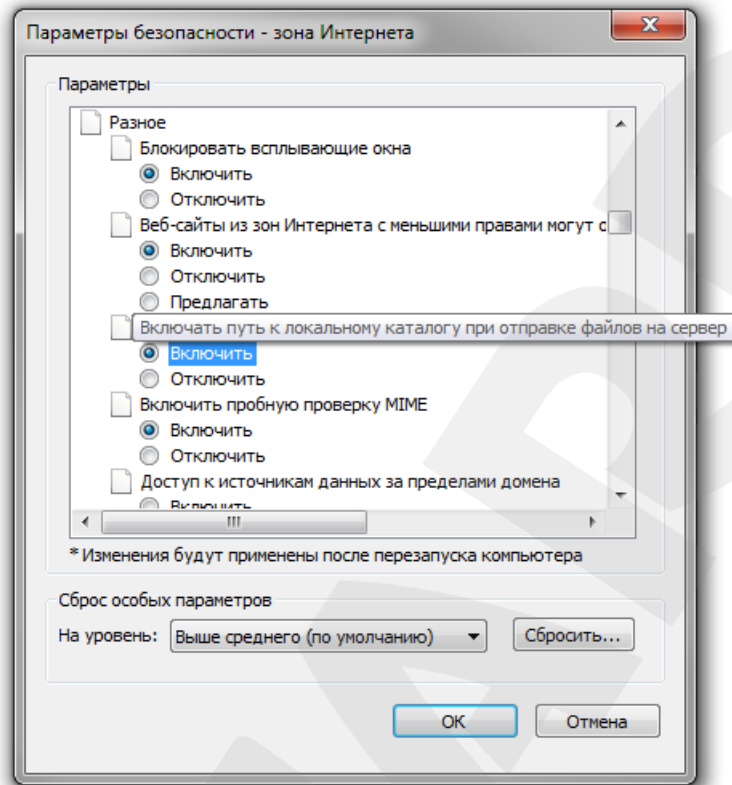 Параметры безопасности - зона Интернета
Параметры
Разное
Блокировать всплывающие окна
Включить
Отключить
Веб-сайты из зон Интернета с меньшими правами могут о
Включить
Отключить
Предлагать
Включать путь к локальному каталогу при отправке файлов на сервер
Включить
Отключить
Включить пробную проверку MIME
Включить
Отключить
Доступ к источникам данных за пределами домена
Включить
* Изменения будут применены после перезапуска компьютера
Сброс особых параметров
На уровень: Выше среднего (по умолчанию) Сбросить...
OK Отмена